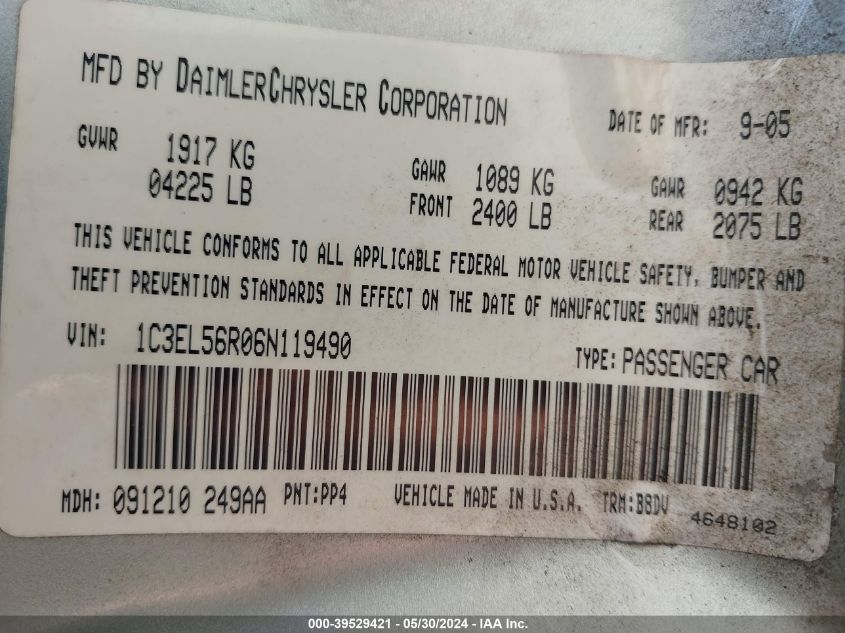 MFD BY DAIMLERCHRYSLER CORPORATION DATE OF MFR: 9-05
GVWR 1917 KG GAWR 1089 KG GAWR 0942 KG
04225 LB FRONT 2400 LB REAR 2075 LB
THIS VEHICLE CONFORMS TO ALL APPLICABLE FEDERAL MOTOR VEHICLE SAFETY, BUMPER AND
THEFT PREVENTION STANDARDS IN EFFECT ON THE DATE OF MANUFACTURE SHOWN ABOVE.
VIN: 1C3EL56R06N119490 TYPE: PASSENGER CAR
MDH: 091210 249AA PNT:PP4 VEHICLE MADE IN U.S.A. TRM:B8DV 4648102
000-39529421 - 05/30/2024 - IAA Inc.